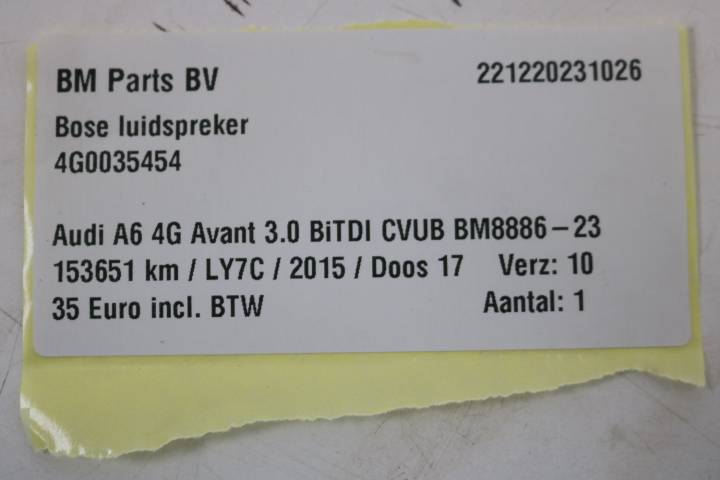 BM Parts BV 221220231026
Bose luidspreker
4G0035454
Audi A6 4G Avant 3.0 BiTDI CVUB BM8886-23
153651 km / LY7C / 2015 / Doos 17 Verz: 10
35 Euro incl. BTW Aantal: 1